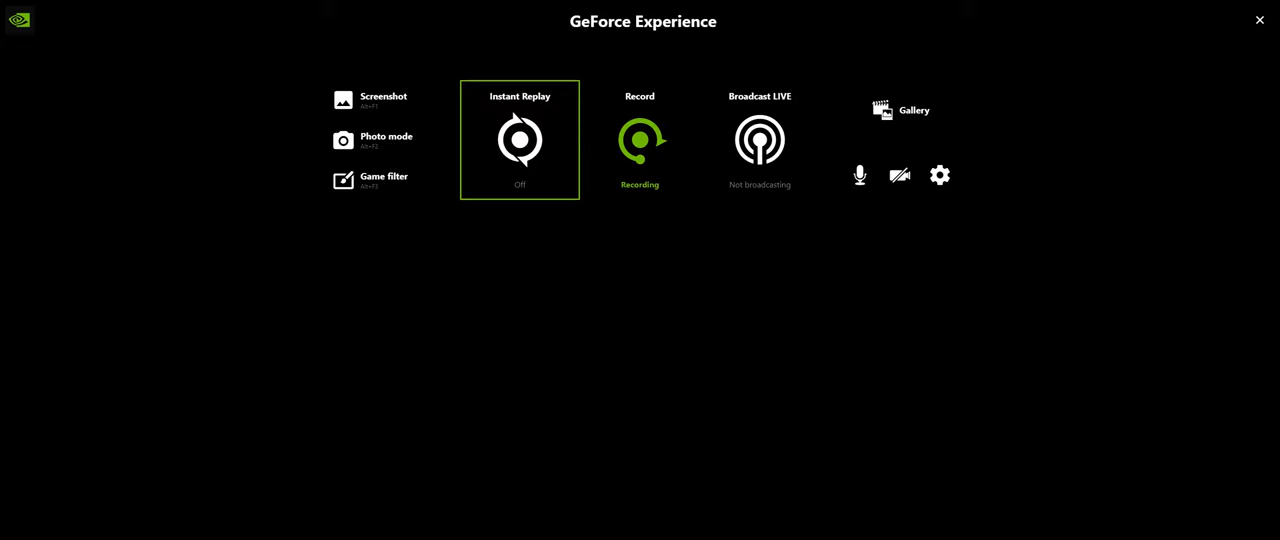 GeForce Experience
Screenshot
Alt+F1
Photo mode
Alt+F2
Game filter
Alt+F3
Instant Replay
Off
Record
Recording
Broadcast LIVE
Not broadcasting
Gallery